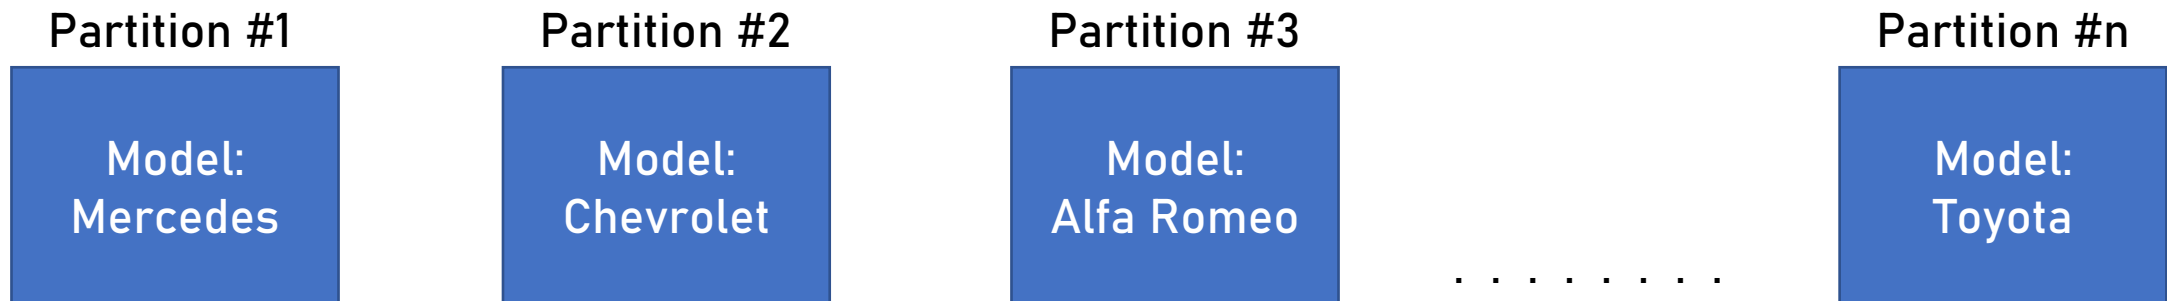 Partition #1
Partition #2
Partition #3
Partition #n
Model:
Mercedes
Model:
Chevrolet
Model:
Alfa Romeo
. . . . . . . .
Model:
Toyota